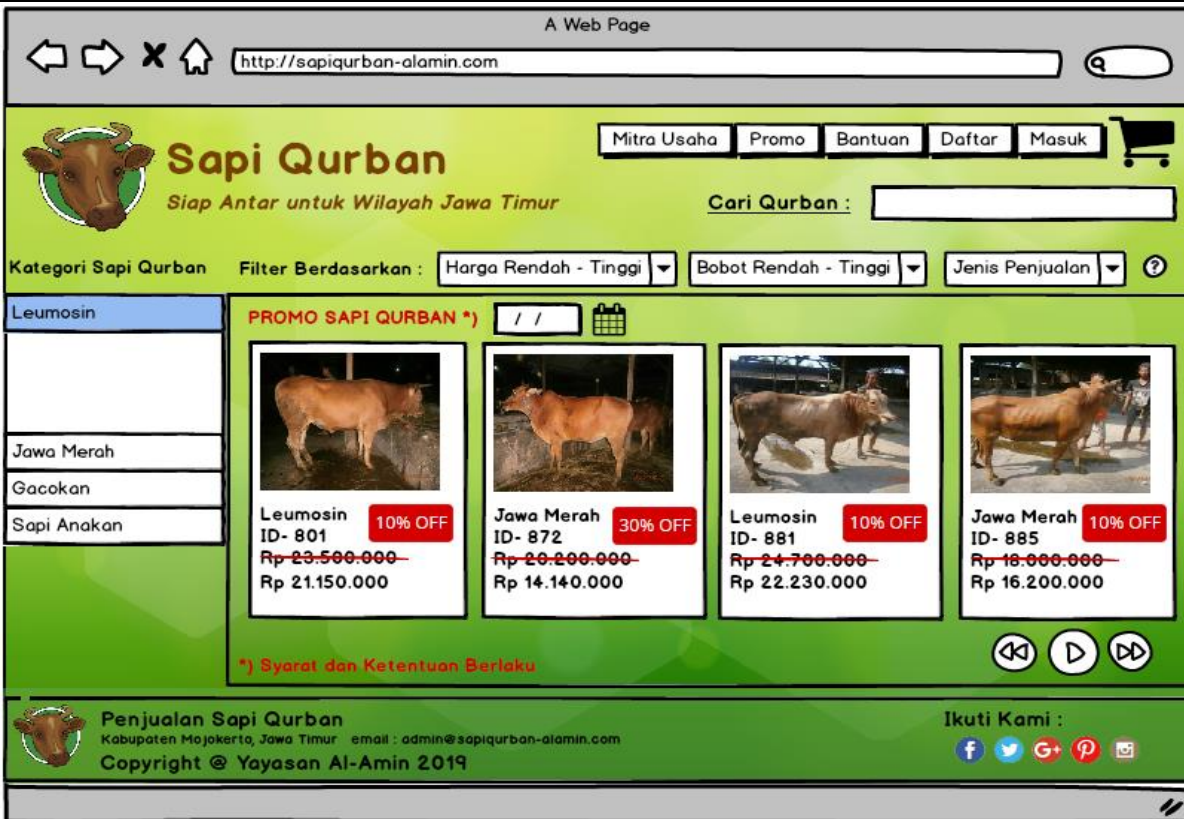 A Web Page
http://sapiqurban-alamin.com
Mitra Usaha Promo Bantuan Daftar Masuk
Sapi Qurban
Siap Antar untuk Wilayah Jawa Timur
Cari Qurban :
Kategori Sapi Qurban
Filter Berdasarkan : Harga Rendah - Tinggi Bobot Rendah - Tinggi Jenis Penjualan ?
Leumosin
Jawa Merah
Gacokan
Sapi Anakan
PROMO SAPI QURBAN *) / /
Leumosin
ID- 801
10% OFF
Rp 23.500.000
Rp 21.150.000
Jawa Merah
ID- 872
30% OFF
Rp 20.200.000
Rp 14.140.000
Leumosin
ID- 881
10% OFF
Rp 24.700.000
Rp 22.230.000
Jawa Merah
ID- 885
10% OFF
Rp 18.000.000
Rp 16.200.000
*) Syarat dan Ketentuan Berlaku
Penjualan Sapi Qurban
Kabupaten Mojokerto, Jawa Timur email : admin@sapiqurban-alamin.com
Copyright @ Yayasan Al-Amin 2019
Ikuti Kami :
f G+